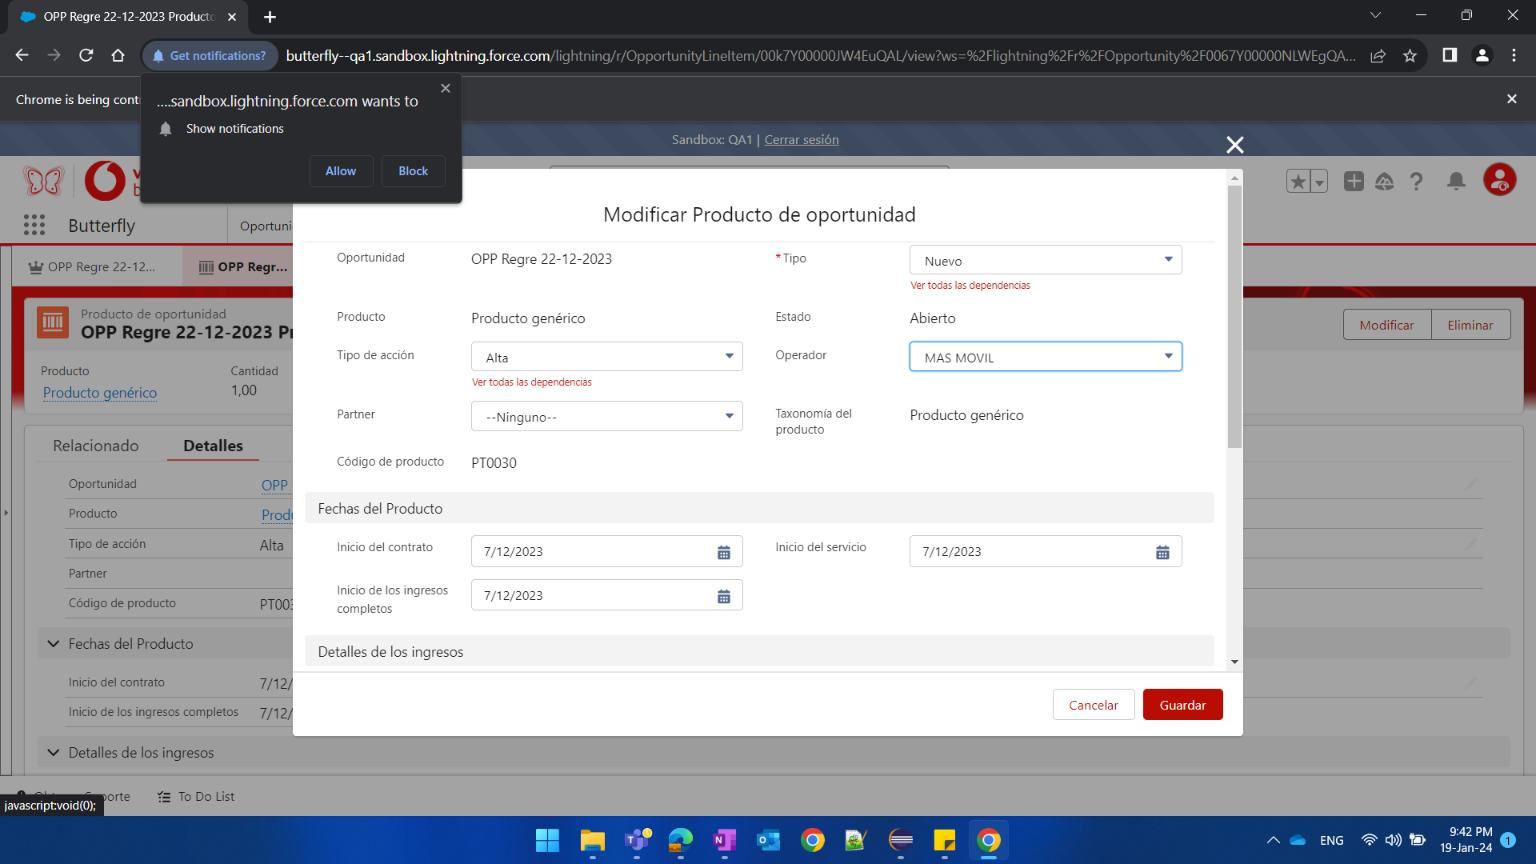 OPP Regre 22-12-2023 Producto
Get notifications?
butterfly--qa1.sandbox.lightning.force.com/lightning/r/OpportunityLineItem/00k7Y00000JW4EuQAL/view?ws=%2Flightning%2Fr%2FOpportunity%2F0067Y00000NLWEgQA...
Chrome is being cont
....sandbox.lightning.force.com wants to
Show notifications
Allow Block
Sandbox: QA1 | Cerrar sesión
Butterfly
Oportuni
OPP Regre 22-12...
OPP Regr...
Producto de oportunidad
OPP Regre 22-12-2023 P
Modificar Eliminar
Producto Cantidad
Producto genérico 1,00
Relacionado Detalles
Oportunidad OPP
Producto Prod
Tipo de acción Alta
Partner
Código de producto PT003
Fechas del Producto
Inicio del contrato 7/12/
Inicio de los ingresos completos 7/12/
Detalles de los ingresos
Modificar Producto de oportunidad
Oportunidad OPP Regre 22-12-2023 *Tipo Nuevo
Ver todas las dependencias
Producto Producto genérico Estado Abierto
Tipo de acción Alta Operador MAS MOVIL
Ver todas las dependencias
Partner --Ninguno-- Taxonomía del producto Producto genérico
Código de producto PT0030
Fechas del Producto
Inicio del contrato 7/12/2023 Inicio del servicio 7/12/2023
Inicio de los ingresos completos 7/12/2023
Detalles de los ingresos
Cancelar Guardar
porte
To Do List
javascript:void(0);
ENG
9:42 PM
19-Jan-24
1